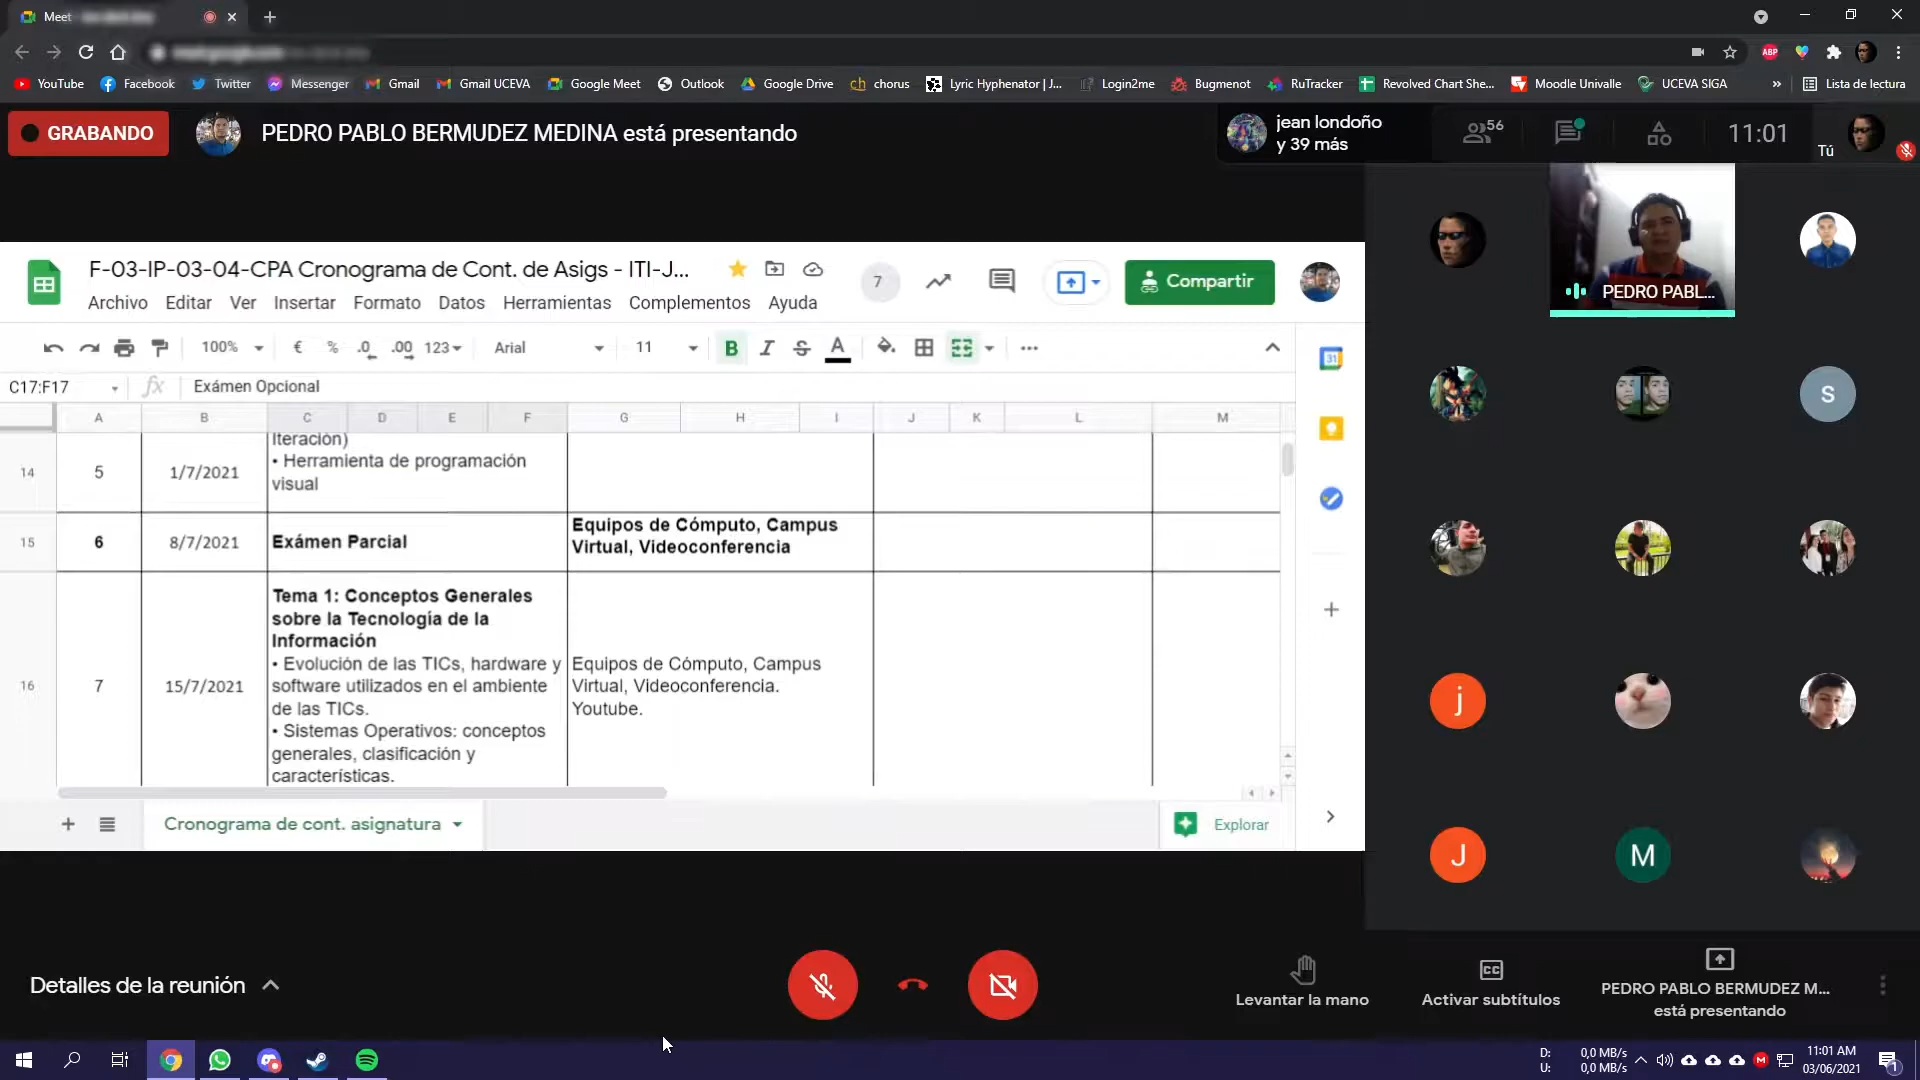 Meet
YouTube
Facebook
Twitter
Messenger
Gmail
Gmail UCEVA
Google Meet
Outlook
Google Drive
chorus
Lyric Hyphenator | J...
Login2me
Bugmenot
RuTracker
Revolved Chart She...
Moodle Univalle
UCEVA SIGA
»
Lista de lectura
GRABANDO
PEDRO PABLO BERMUDEZ MEDINA está presentando
jean londoño
y 39 más
56
11:01
Tú
F-03-IP-03-04-CPA Cronograma de Cont. de Asigs - ITI-J...
7
Compartir
Archivo Editar Ver Insertar Formato Datos Herramientas Complementos Ayuda
100% € % .0 .00 123 Arial 11 B I S A ...
C17:F17 fx Exámen Opcional
A B C D E F G H I J K L M
14 5 1/7/2021
Iteración)
• Herramienta de programación
visual
15 6 8/7/2021 Exámen Parcial
Equipos de Cómputo, Campus
Virtual, Videoconferencia
16 7 15/7/2021
Tema 1: Conceptos Generales
sobre la Tecnología de la
Información
• Evolución de las TICs, hardware y
software utilizados en el ambiente
de las TICs.
• Sistemas Operativos: conceptos
generales, clasificación y
características.
Equipos de Cómputo, Campus
Virtual, Videoconferencia.
Youtube.
Cronograma de cont. asignatura
Explorar
31
PEDRO PABL...
S
j
J
M
Detalles de la reunión
Levantar la mano
CC
Activar subtítulos
PEDRO PABLO BERMUDEZ M...
está presentando
D: 0,0 MB/s
U: 0,0 MB/s
11:01 AM
03/06/2021
1
ABP